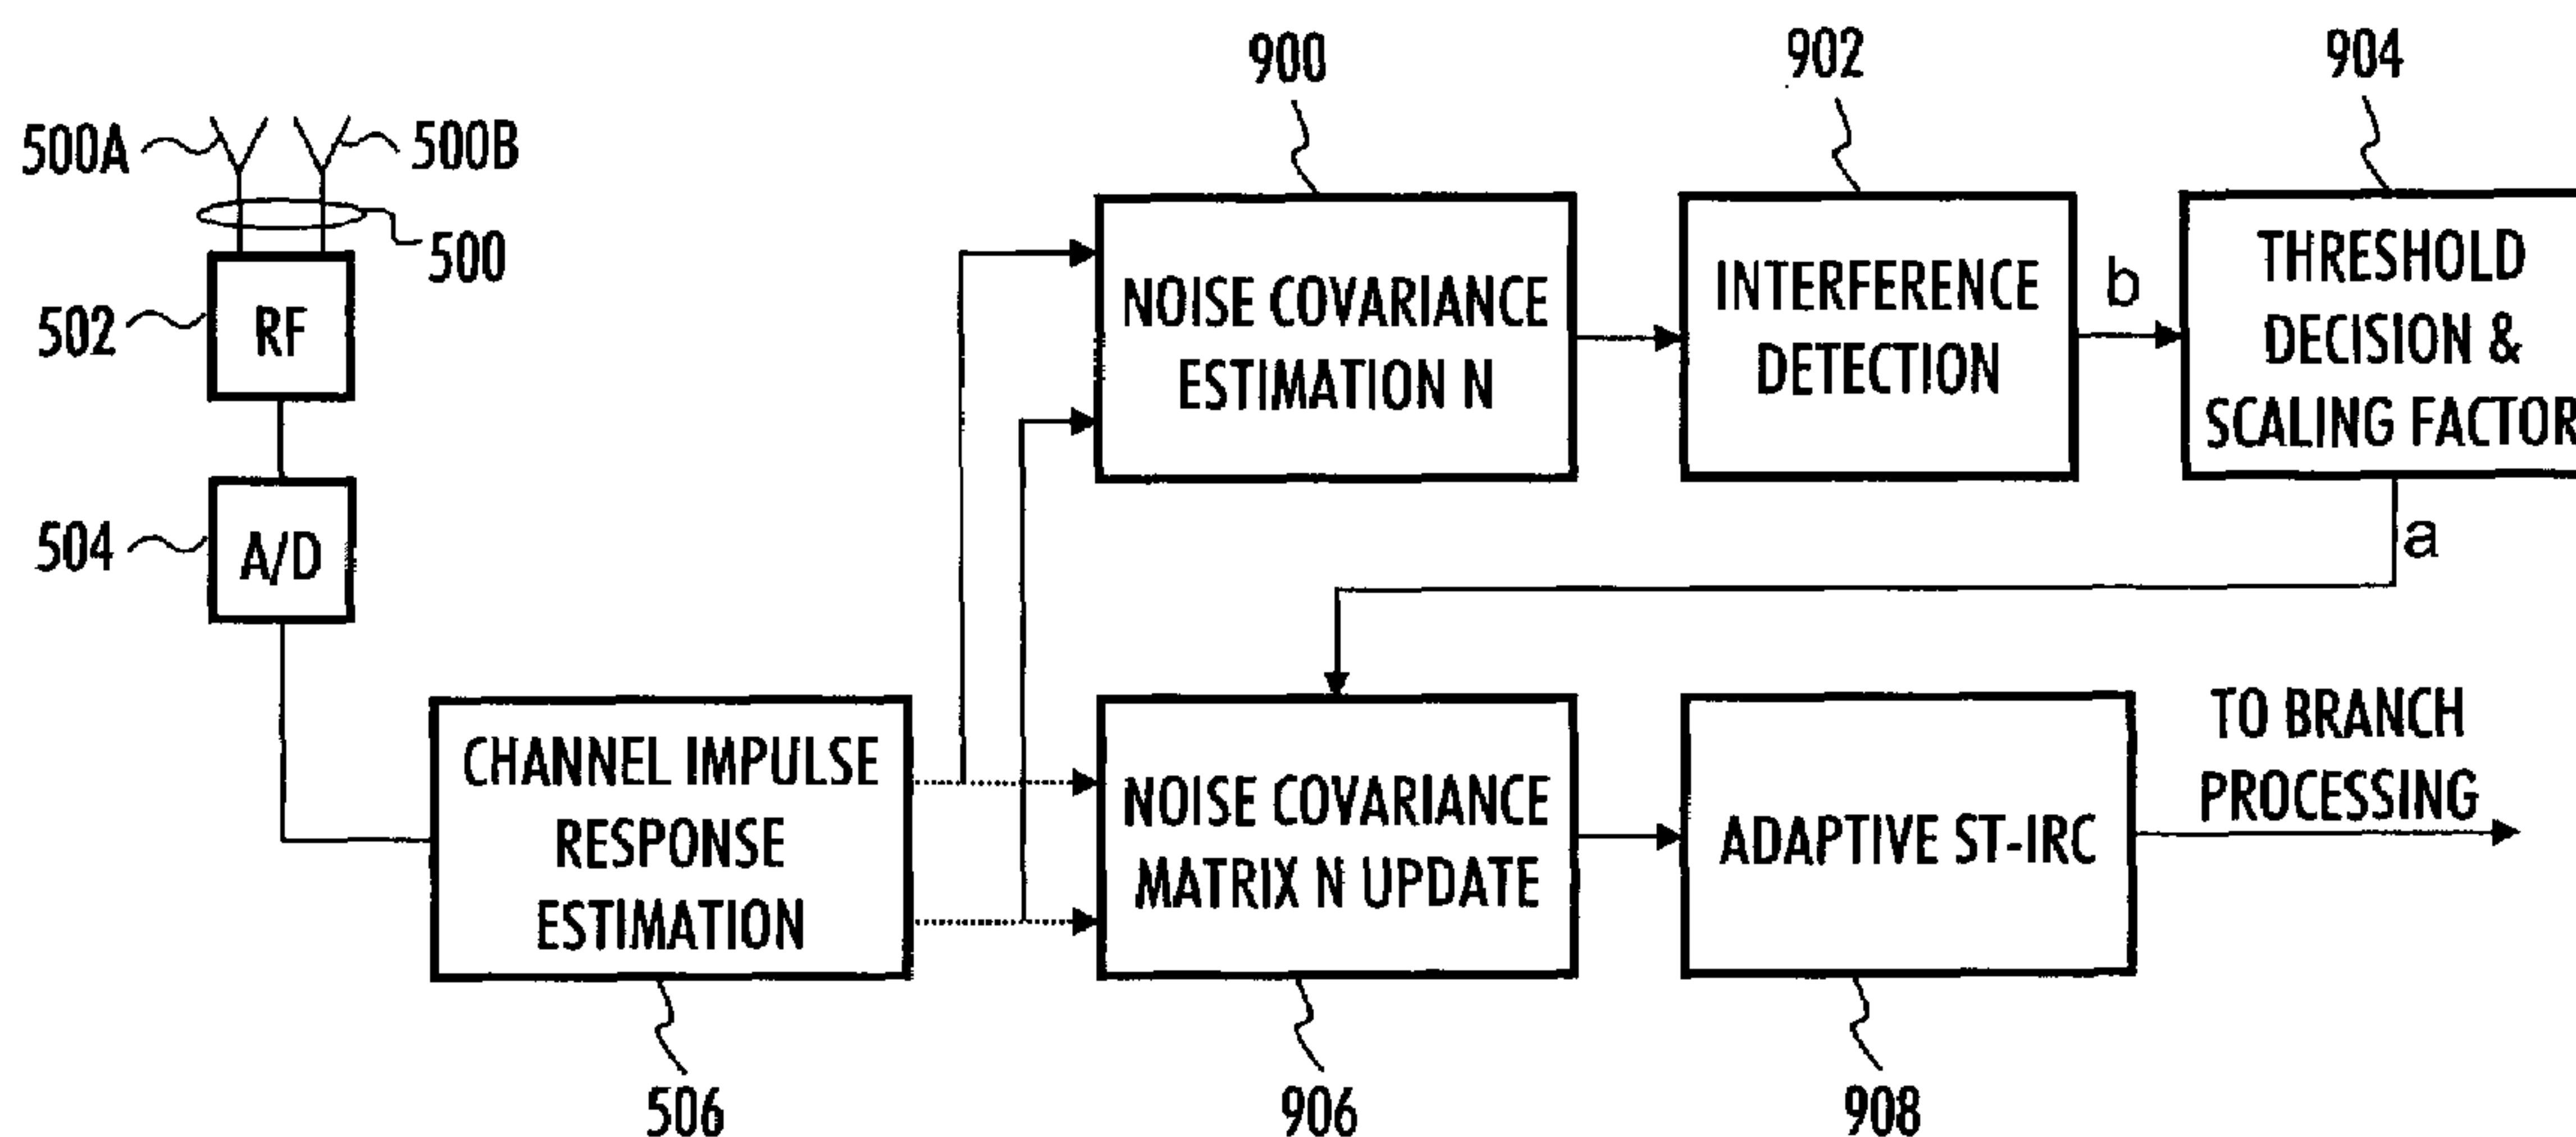 900
902
904
500A
500B
500
502
RF
NOISE COVARIANCE
ESTIMATION N
INTERFERENCE
DETECTION
b
THRESHOLD
DECISION &
SCALING FACTOR
504
A/D
a
CHANNEL IMPULSE
RESPONSE
ESTIMATION
NOISE COVARIANCE
MATRIX N UPDATE
ADAPTIVE ST-IRC
TO BRANCH
PROCESSING
506
906
908